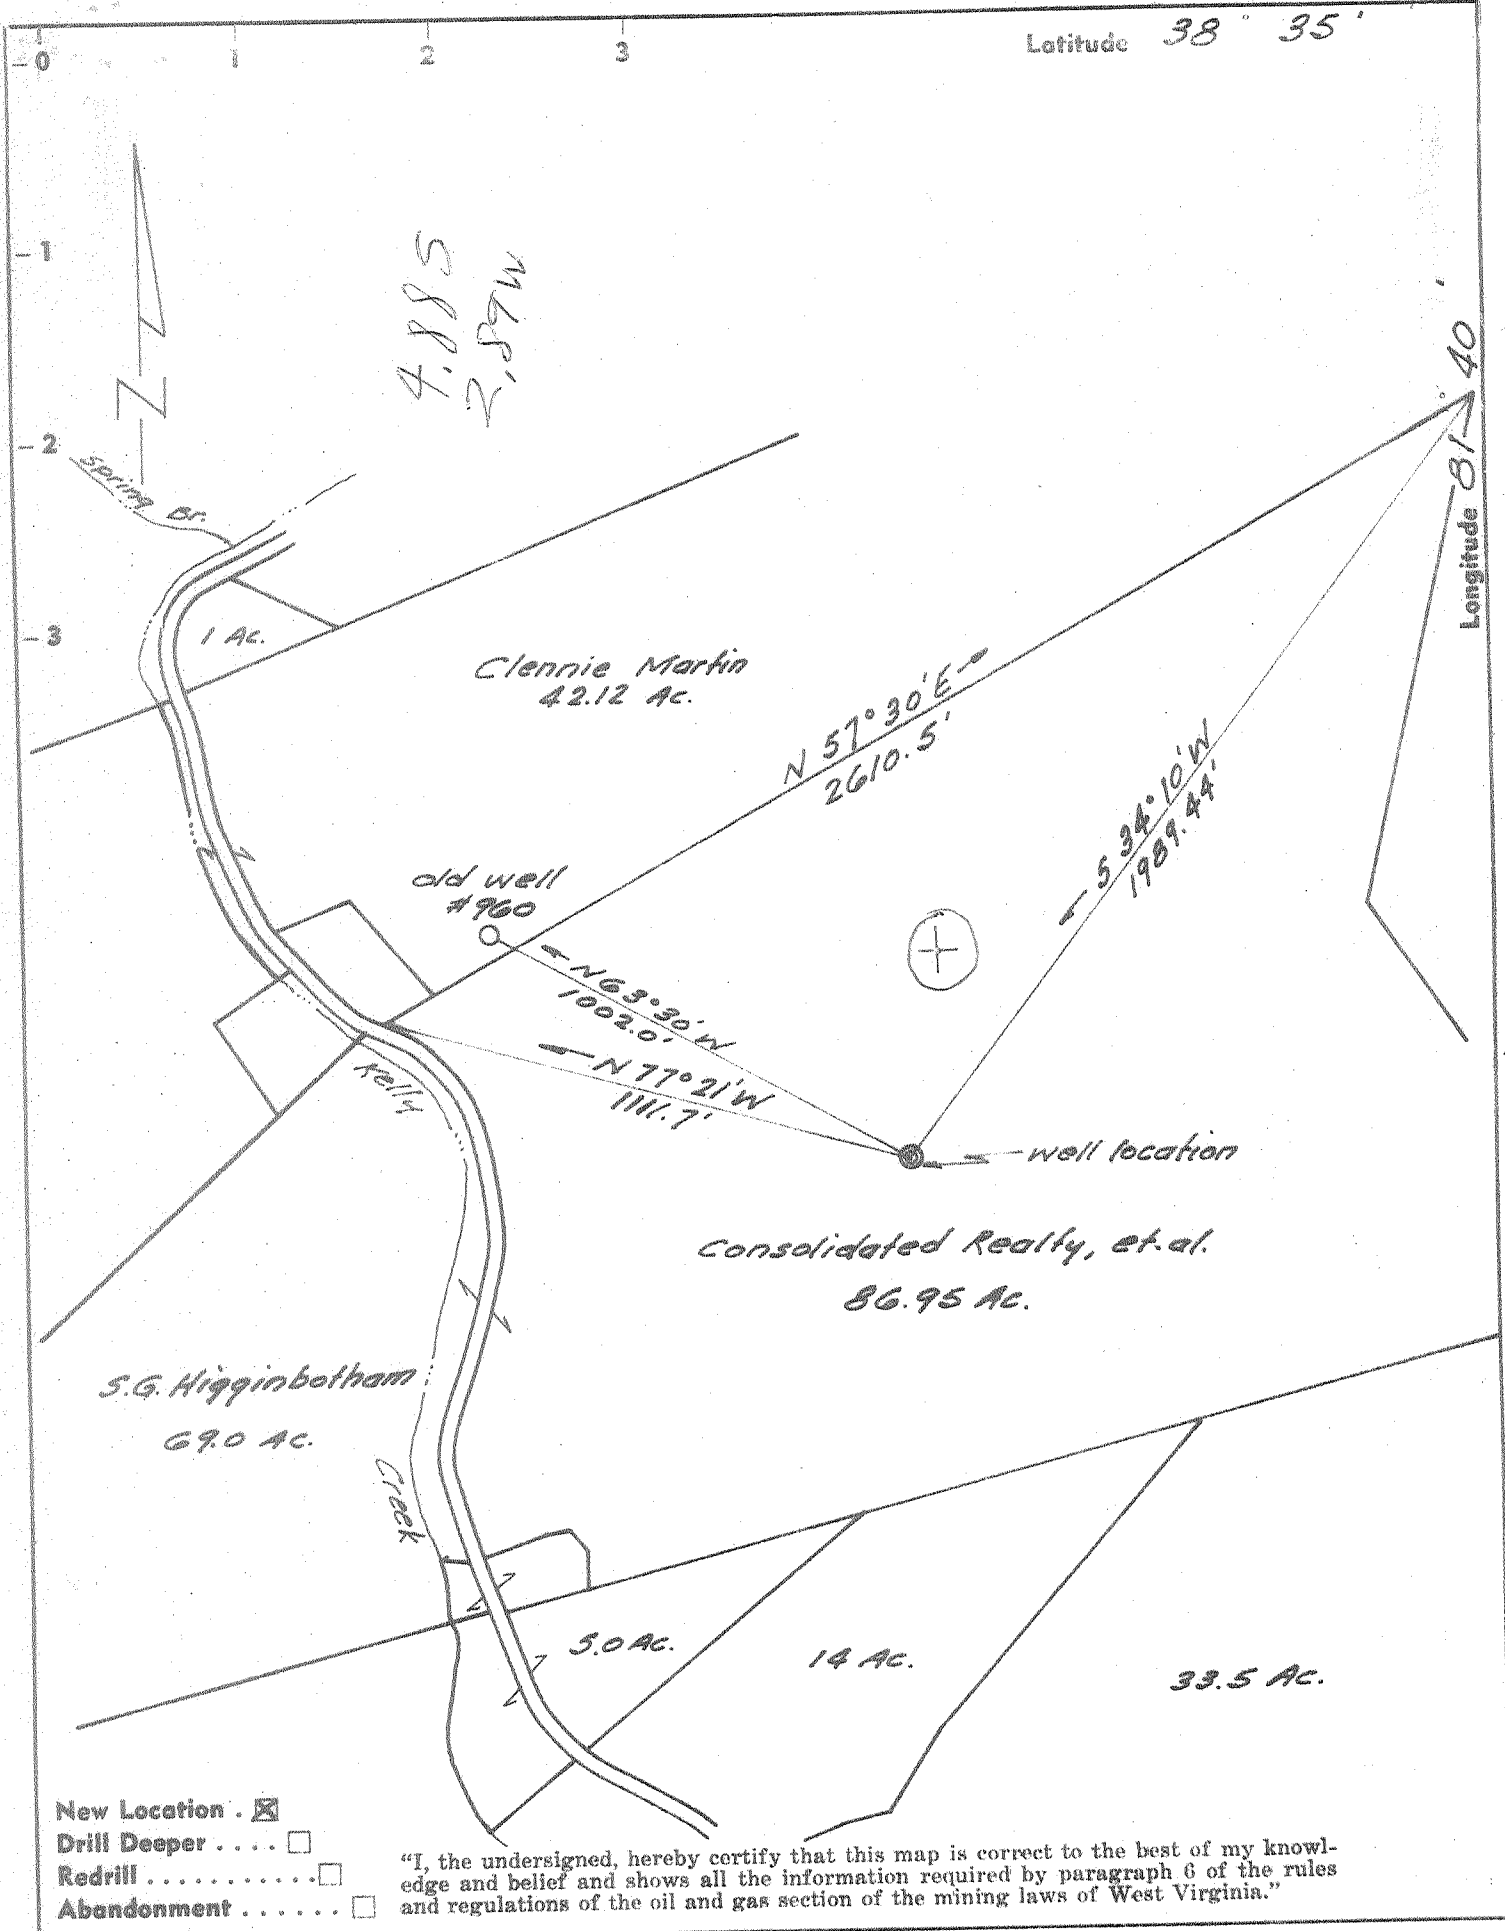 Latitude 38° 35'
0 1 2 3
-1
-2
-3
4.88 S
2.89 W
N
Longitude 81° 40'
Spring Br.
1 Ac.
Clennie Martin
42.12 Ac.
N 57° 30' E
2610.5'
S 34° 10' W
1989.44'
old well
#960
N 63° 30' W
1002.0'
N 77° 21' W
1111.7'
Kelly
well location
Consolidated Realty, et.al.
86.95 Ac.
S.G. Higginbotham
69.0 Ac.
Creek
5.0 Ac.
14 Ac.
33.5 Ac.
New Location . ☒
Drill Deeper . . . . ☐
Redrill . . . . . . . . . . . ☐
Abandonment . . . . . . ☐
"I, the undersigned, hereby certify that this map is correct to the best of my knowl-
edge and belief and shows all the information required by paragraph 6 of the rules
and regulations of the oil and gas section of the mining laws of West Virginia."